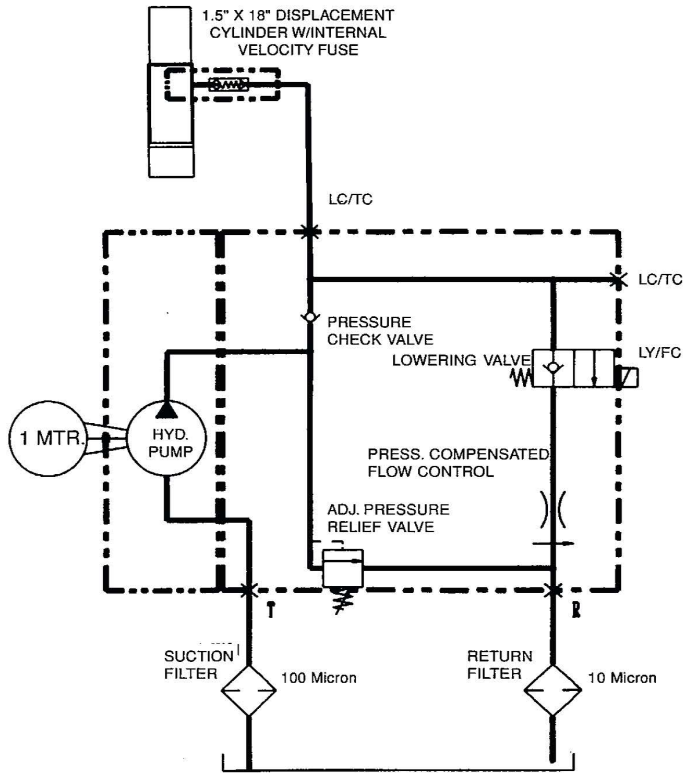 1.5" X 18" DISPLACEMENT
CYLINDER W/INTERNAL
VELOCITY FUSE
LC/TC
LC/TC
PRESSURE
CHECK VALVE
LOWERING VALVE
LY/FC
1 MTR.
HYD.
PUMP
PRESS. COMPENSATED
FLOW CONTROL
ADJ. PRESSURE
RELIEF VALVE
T
R
SUCTION
FILTER
100 Micron
RETURN
FILTER
10 Micron